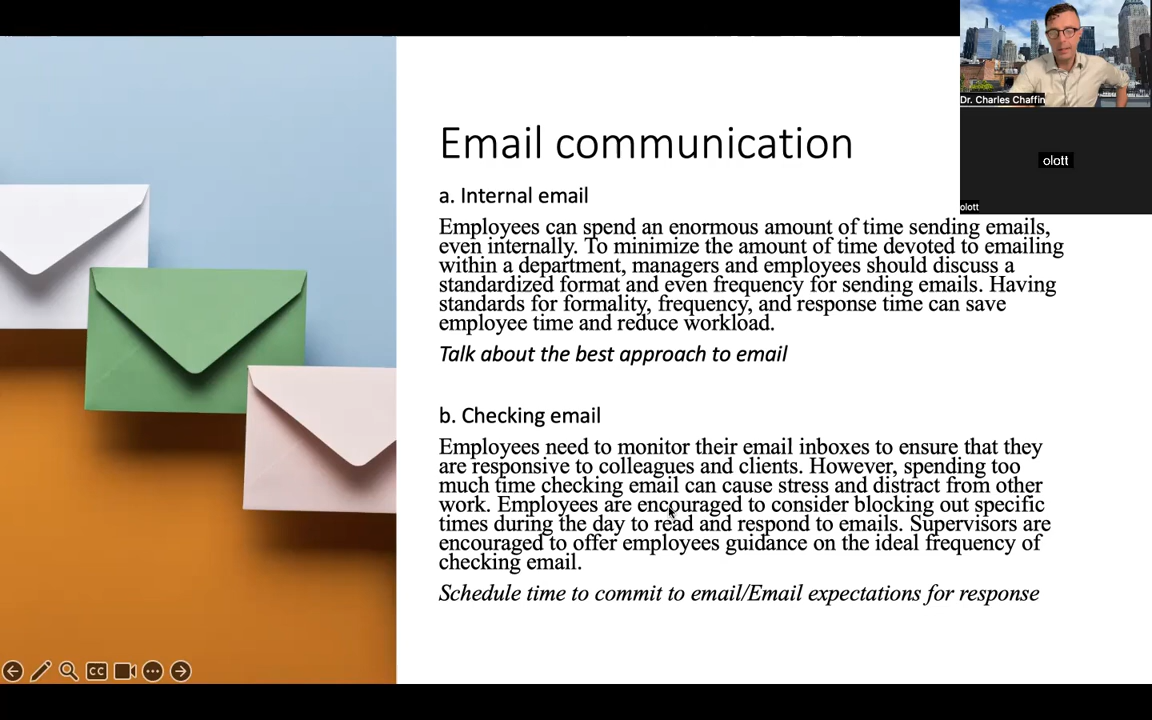 Dr. Charles Chaffin
olott
olott
Email communication
a. Internal email
Employees can spend an enormous amount of time sending emails,
even internally. To minimize the amount of time devoted to emailing
within a department, managers and employees should discuss a
standardized format and even frequency for sending emails. Having
standards for formality, frequency, and response time can save
employee time and reduce workload.
Talk about the best approach to email
b. Checking email
Employees need to monitor their email inboxes to ensure that they
are responsive to colleagues and clients. However, spending too
much time checking email can cause stress and distract from other
work. Employees are encouraged to consider blocking out specific
times during the day to read and respond to emails. Supervisors are
encouraged to offer employees guidance on the ideal frequency of
checking email.
Schedule time to commit to email/Email expectations for response
CC